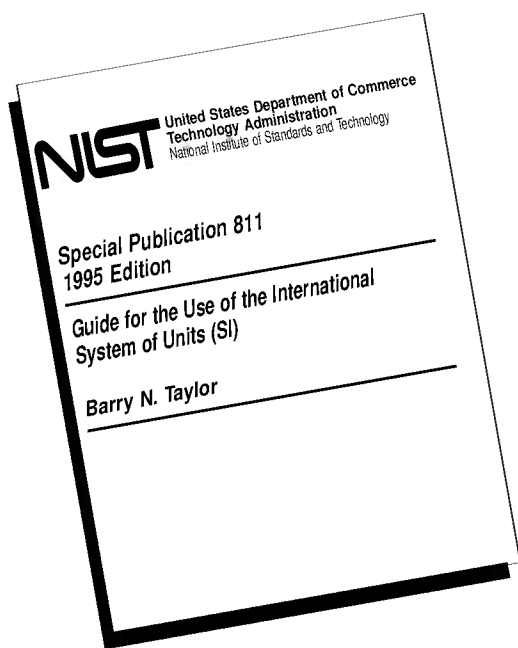 NIST
United States Department of Commerce
Technology Administration
National Institute of Standards and Technology
Special Publication 811
1995 Edition
Guide for the Use of the International
System of Units (SI)
Barry N. Taylor